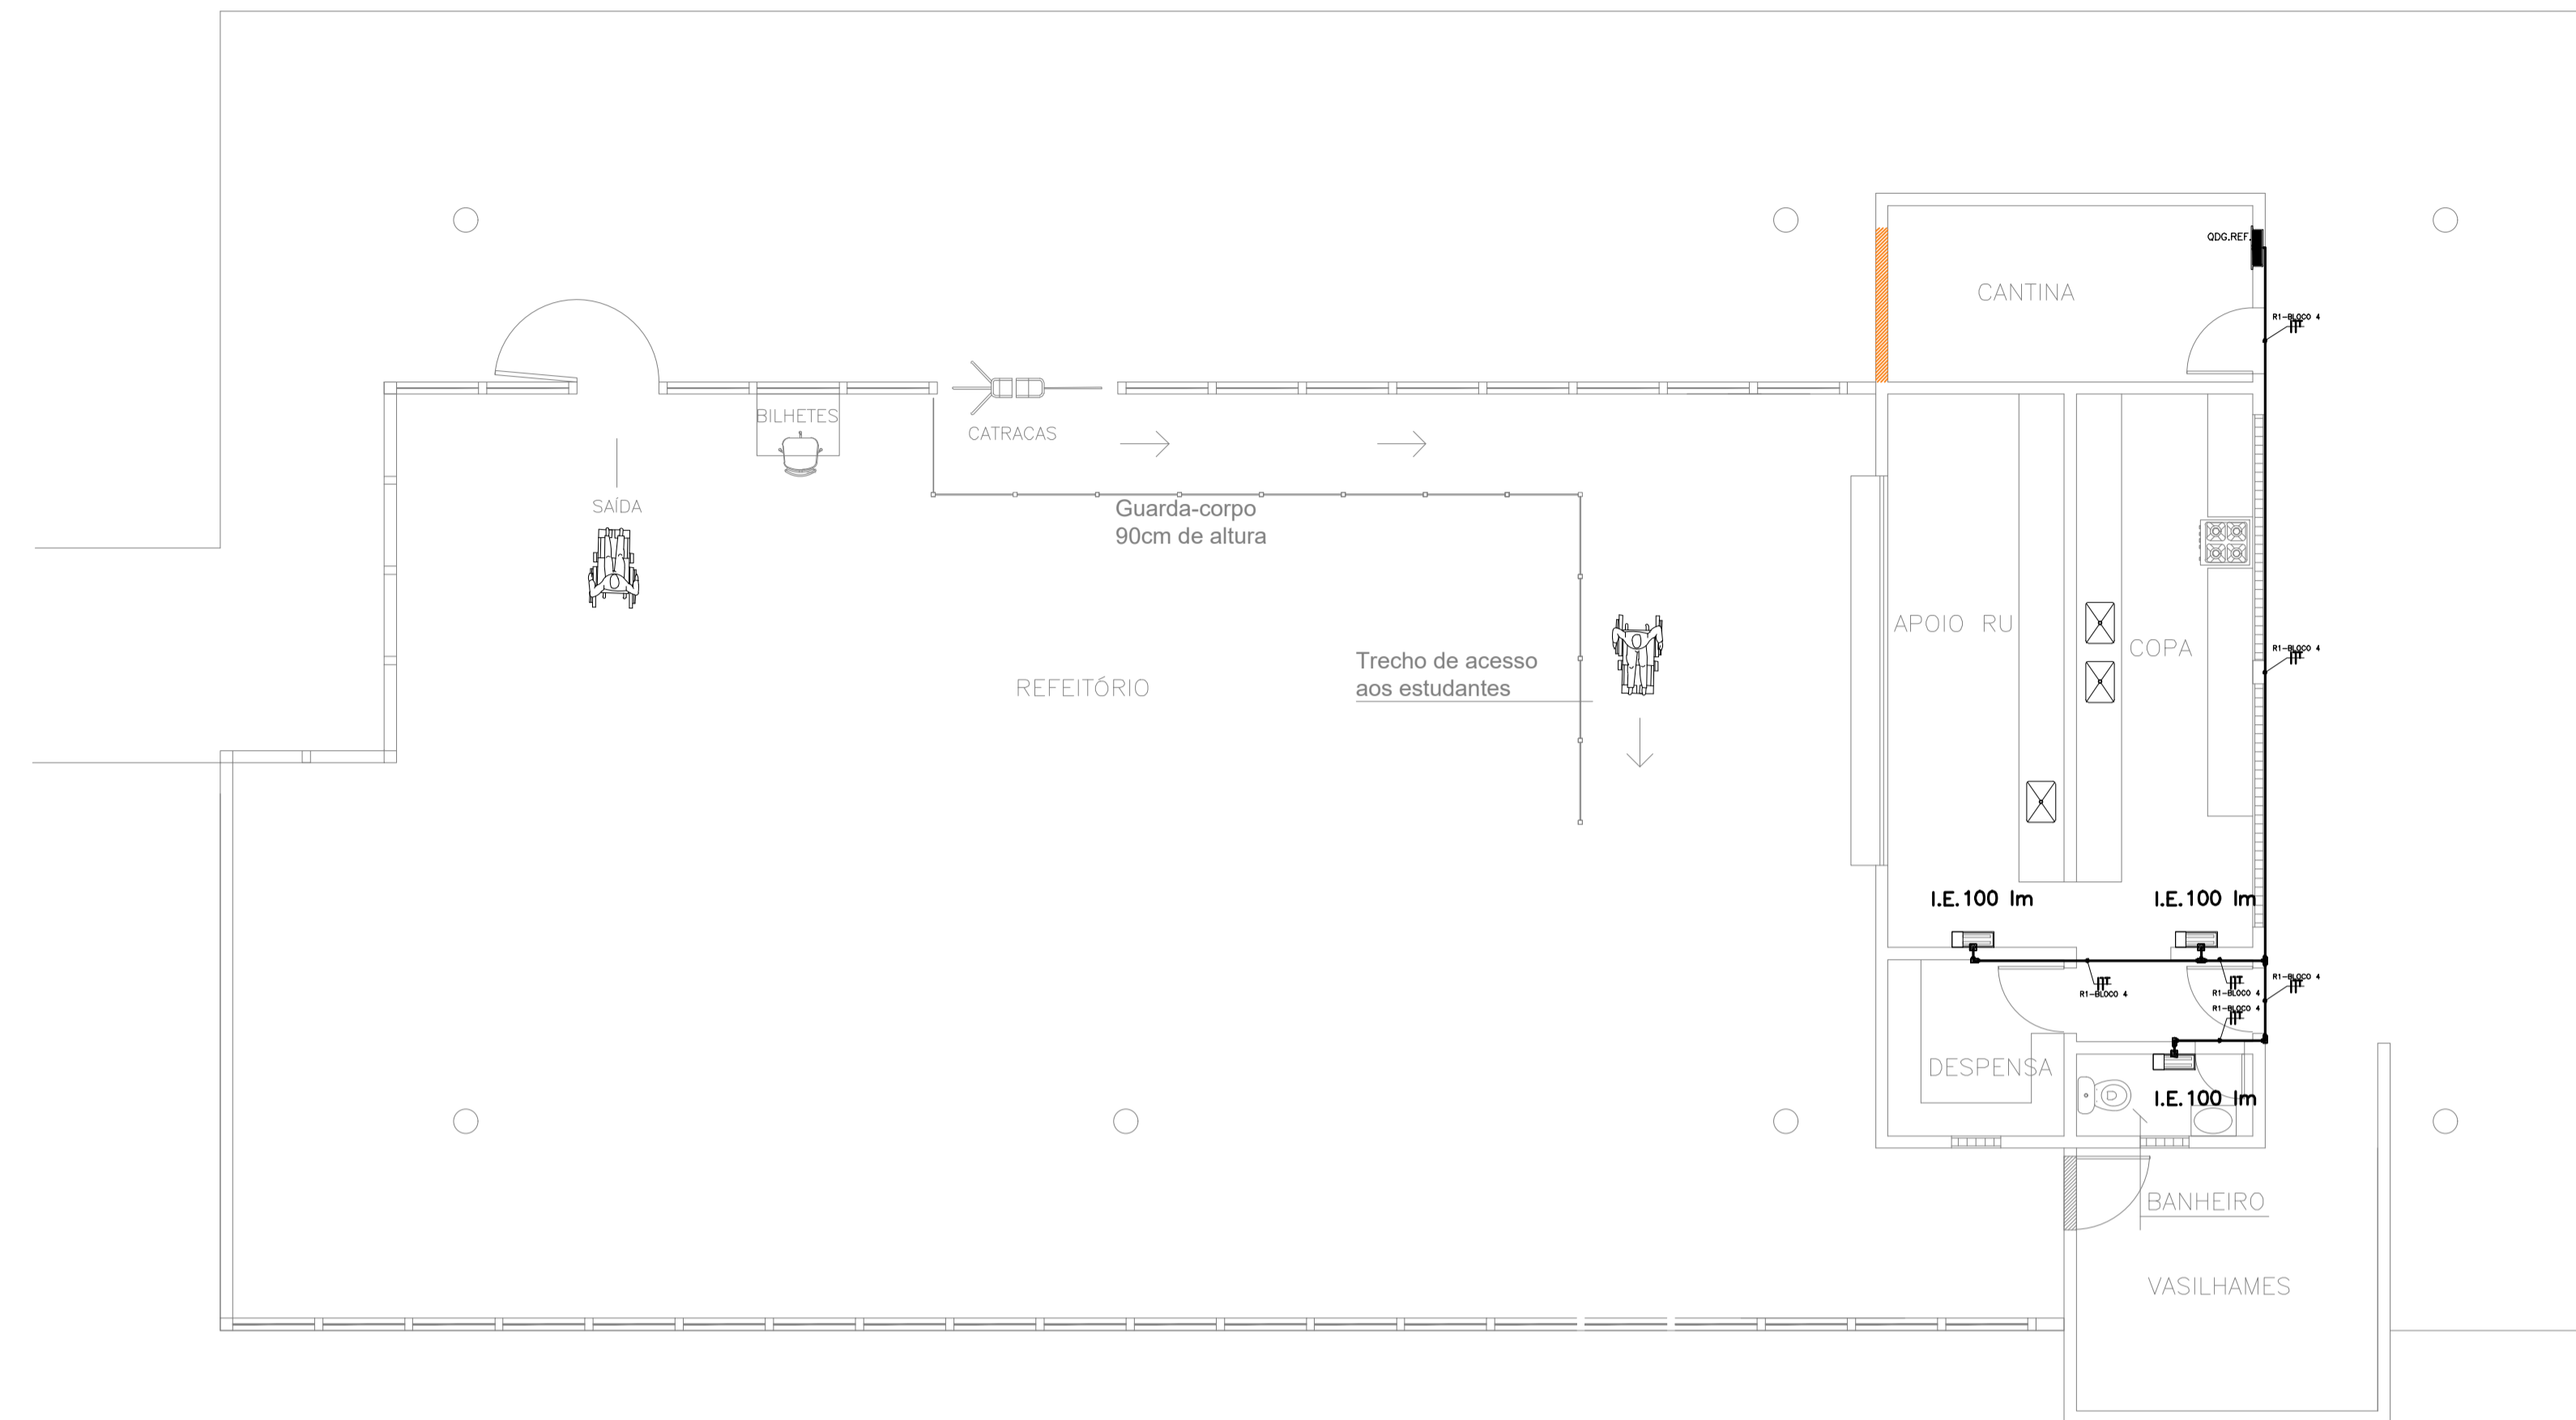 QDG.REF.
CANTINA
R1-BLOCO 4
BILHETES
CATRACAS
SAÍDA
Guarda-corpo
90cm de altura
APOIO RU
COPA
R1-BLOCO 4
Trecho de acesso
aos estudantes
REFEITÓRIO
I.E.100 lm
I.E.100 lm
R1-BLOCO 4
R1-BLOCO 4
R1-BLOCO 4
R1-BLOCO 4
DESPENSA
I.E.100 lm
BANHEIRO
VASILHAMES